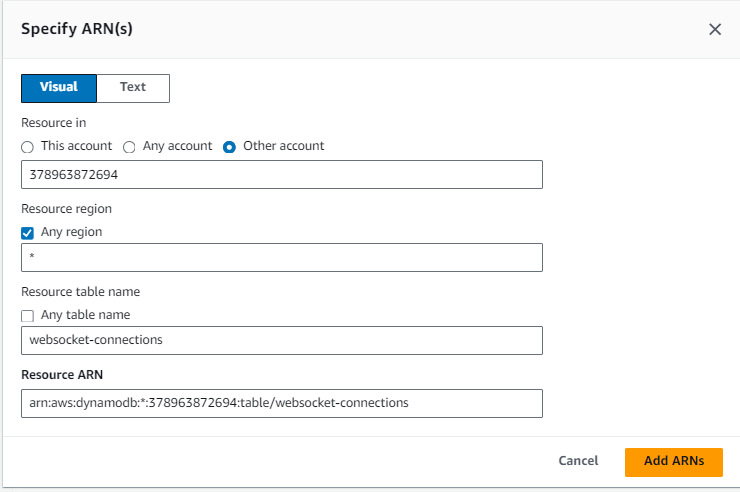 Specify ARN(s)
Visual Text
Resource in
This account Any account Other account
378963872694
Resource region
Any region
*
Resource table name
Any table name
websocket-connections
Resource ARN
arn:aws:dynamodb:*:378963872694:table/websocket-connections
Cancel Add ARNs